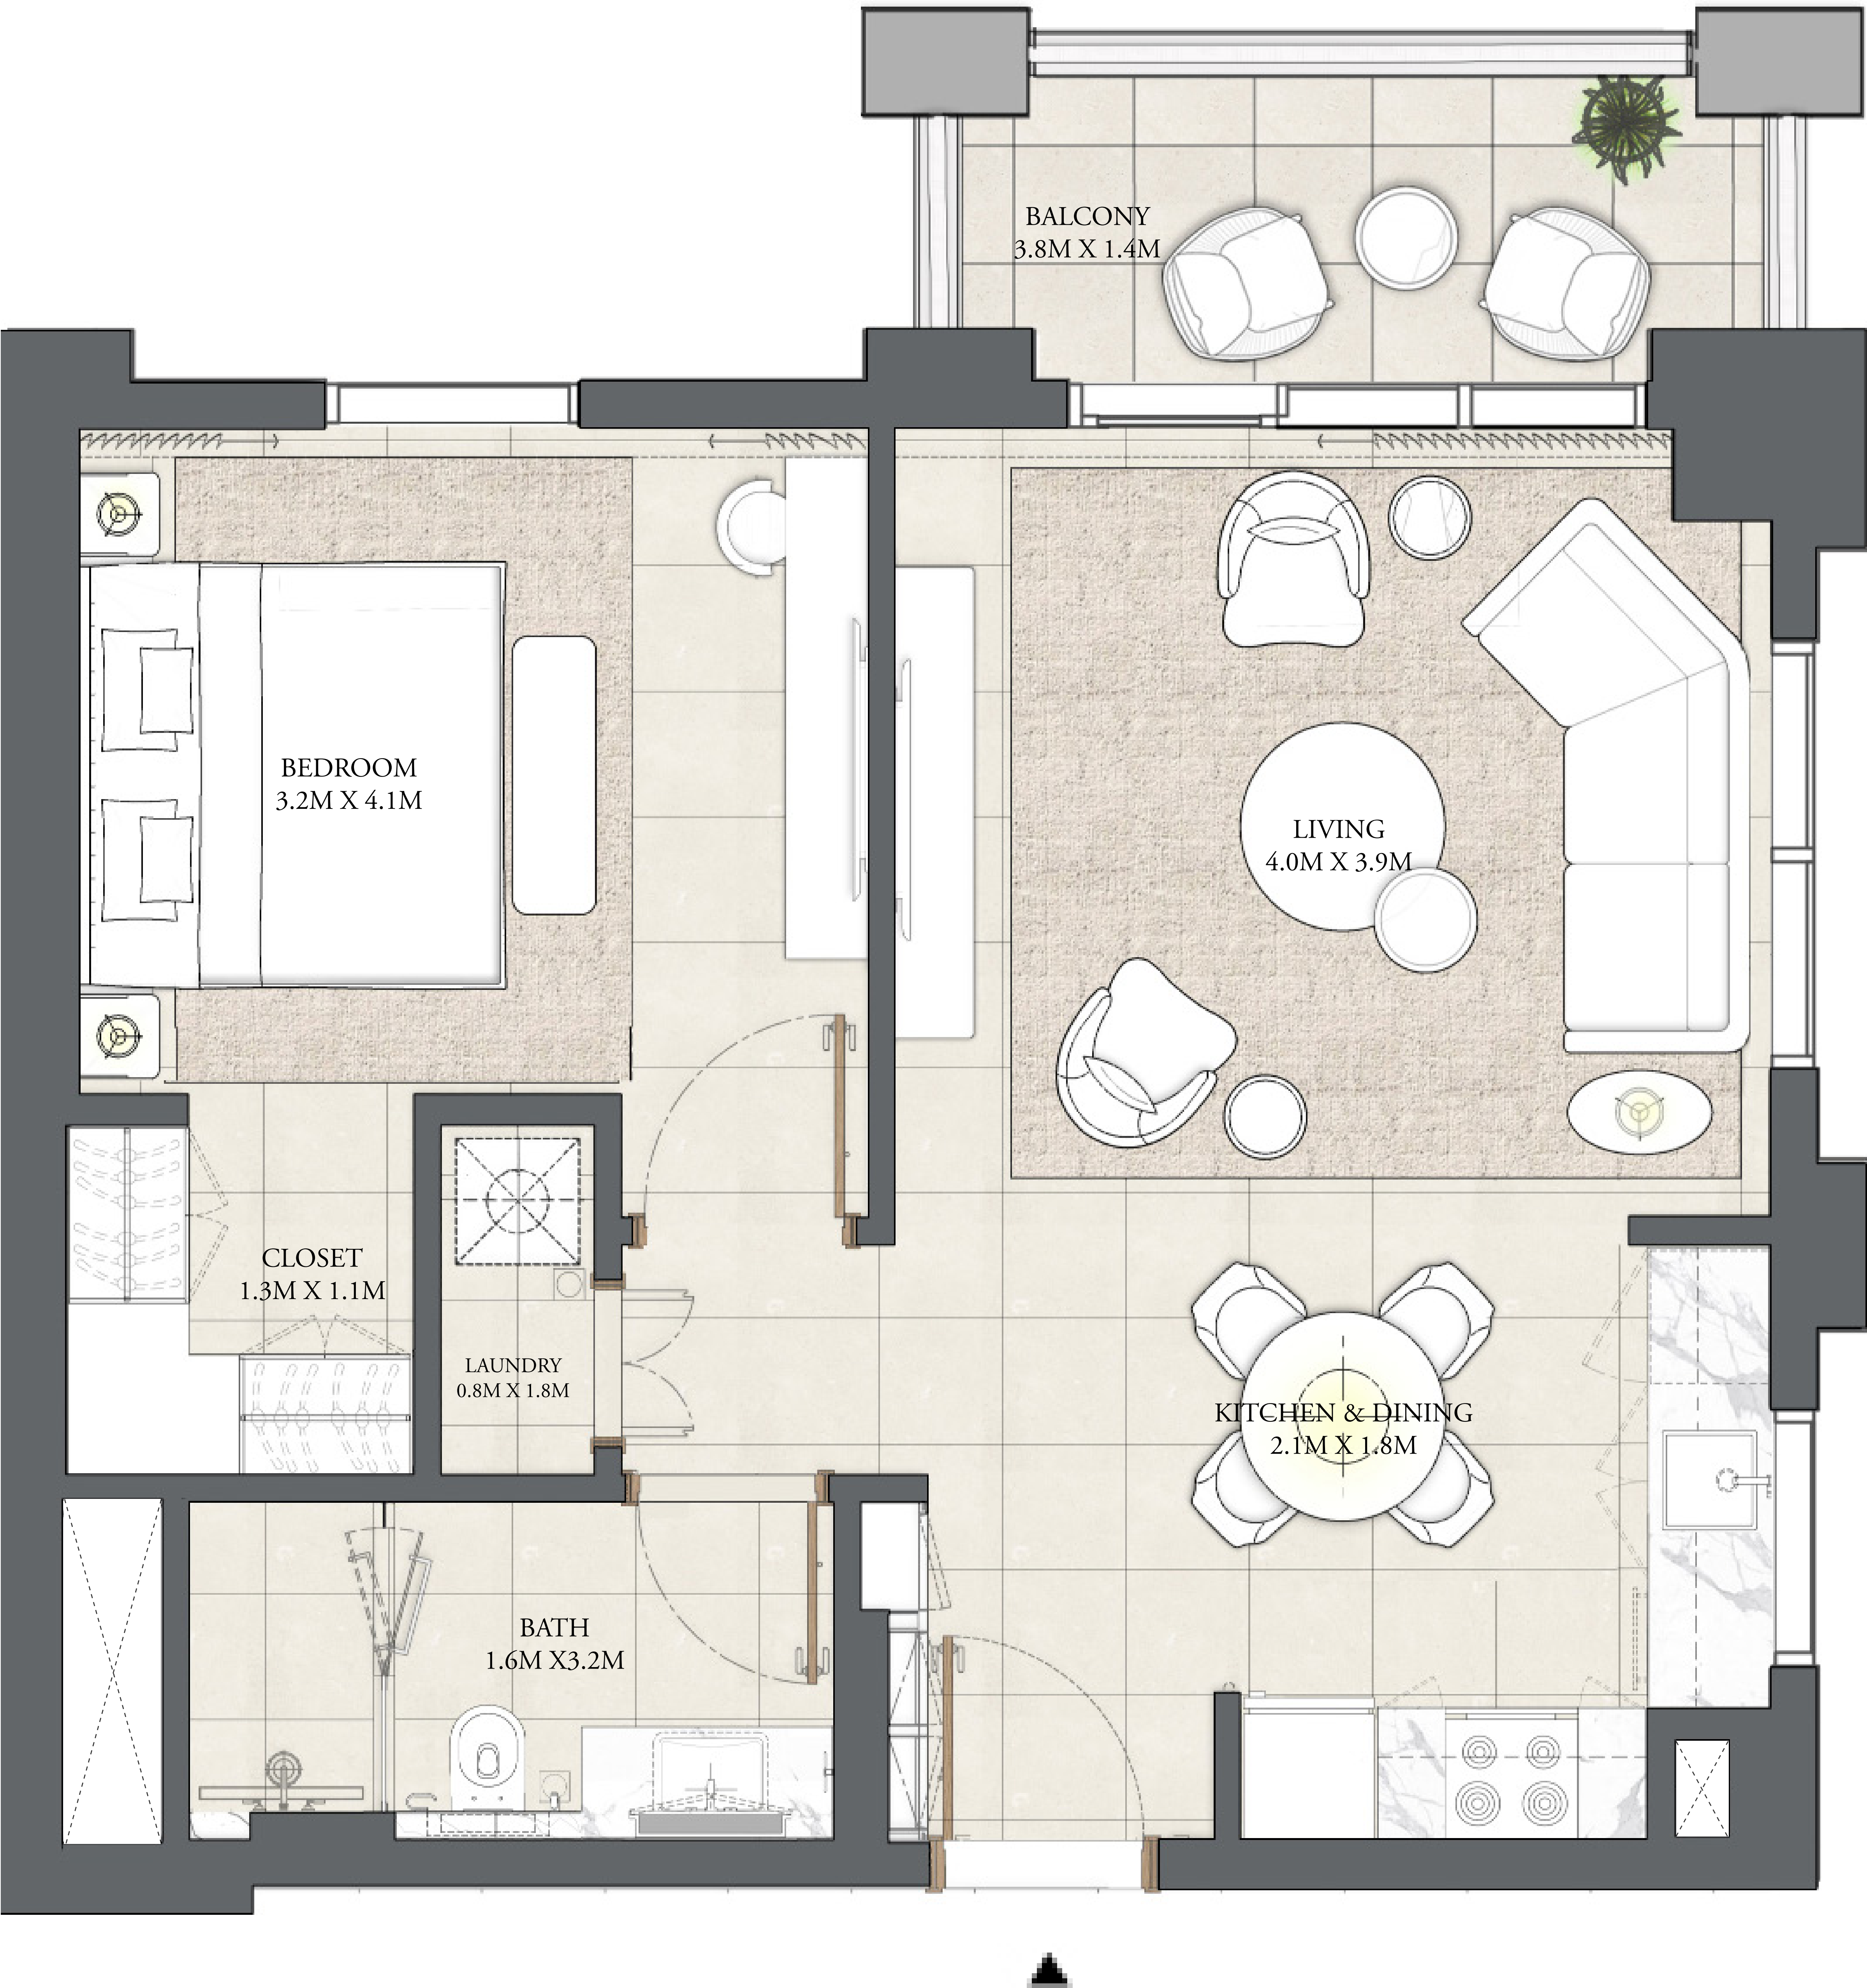 BALCONY
3.8M X 1.4M
BEDROOM
3.2M X 4.1M
LIVING
4.0M X 3.9M
CLOSET
1.3M X 1.1M
LAUNDRY
0.8M X 1.8M
KITCHEN & DINING
2.1M X 1.8M
BATH
1.6M X3.2M